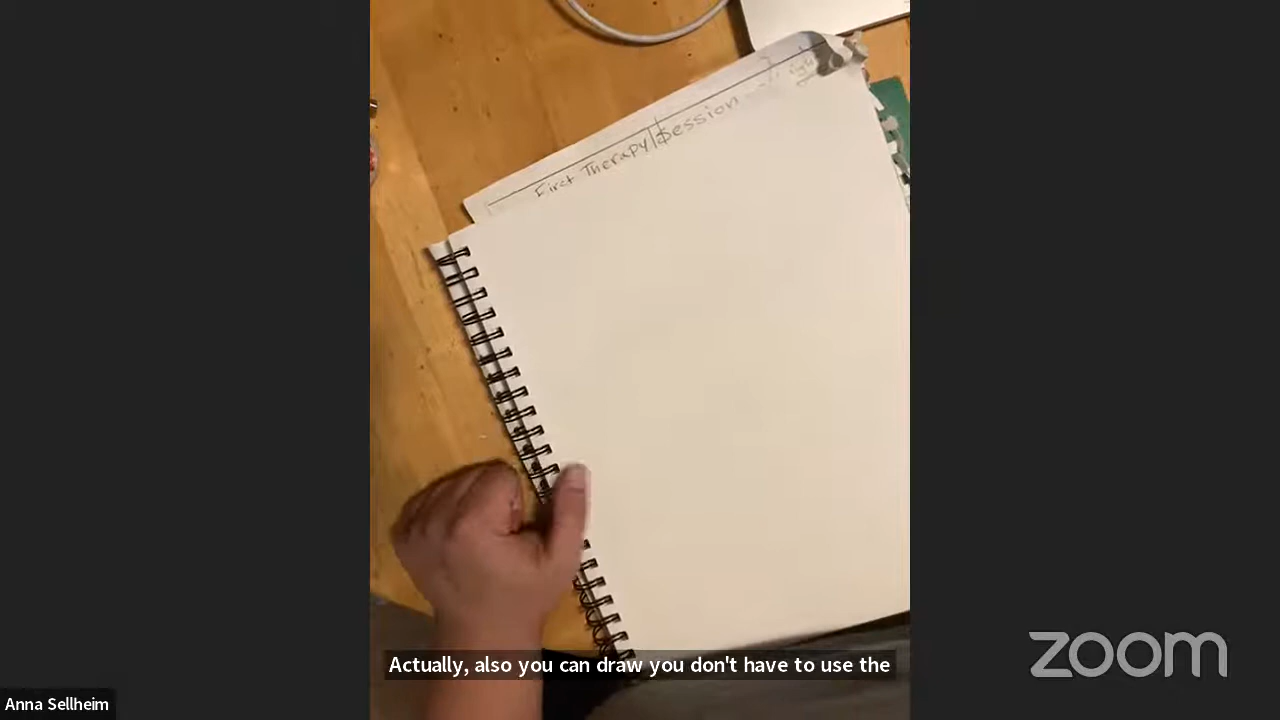 First Therapy Session
Actually, also you can draw you don't have to use the
zoom
Anna Sellheim